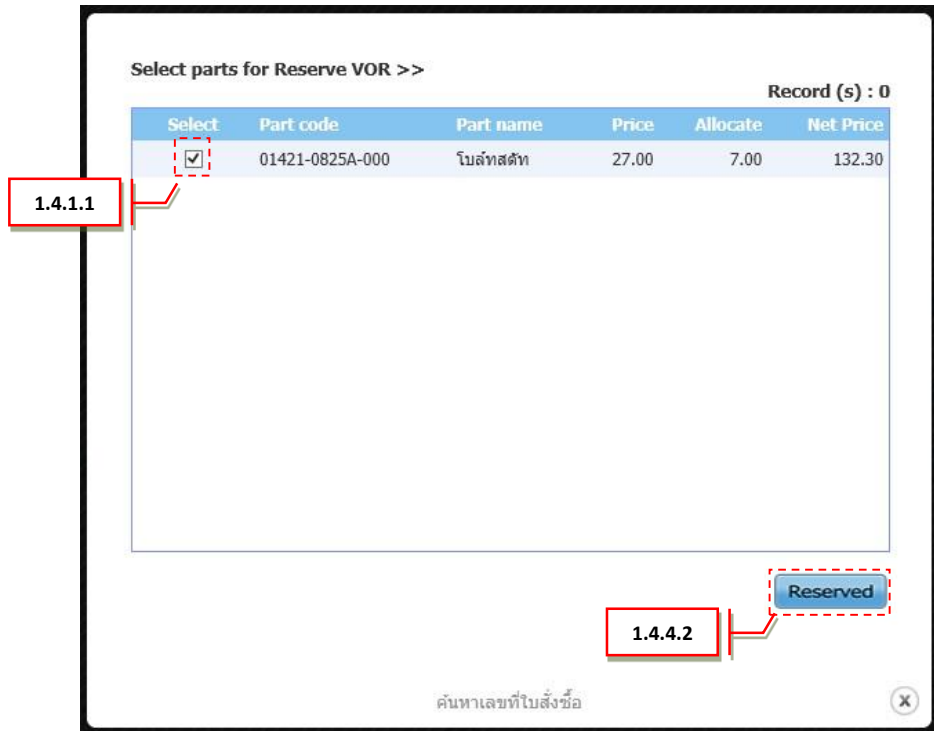 Select parts for Reserve VOR >>
Record (s) : 0
Select Part code Part name Price Allocate Net Price
01421-0825A-000 โบล์ทสตัท 27.00 7.00 132.30
1.4.1.1
Reserved
1.4.4.2
ค้นหาเลขที่ใบสั่งซื้อ
x